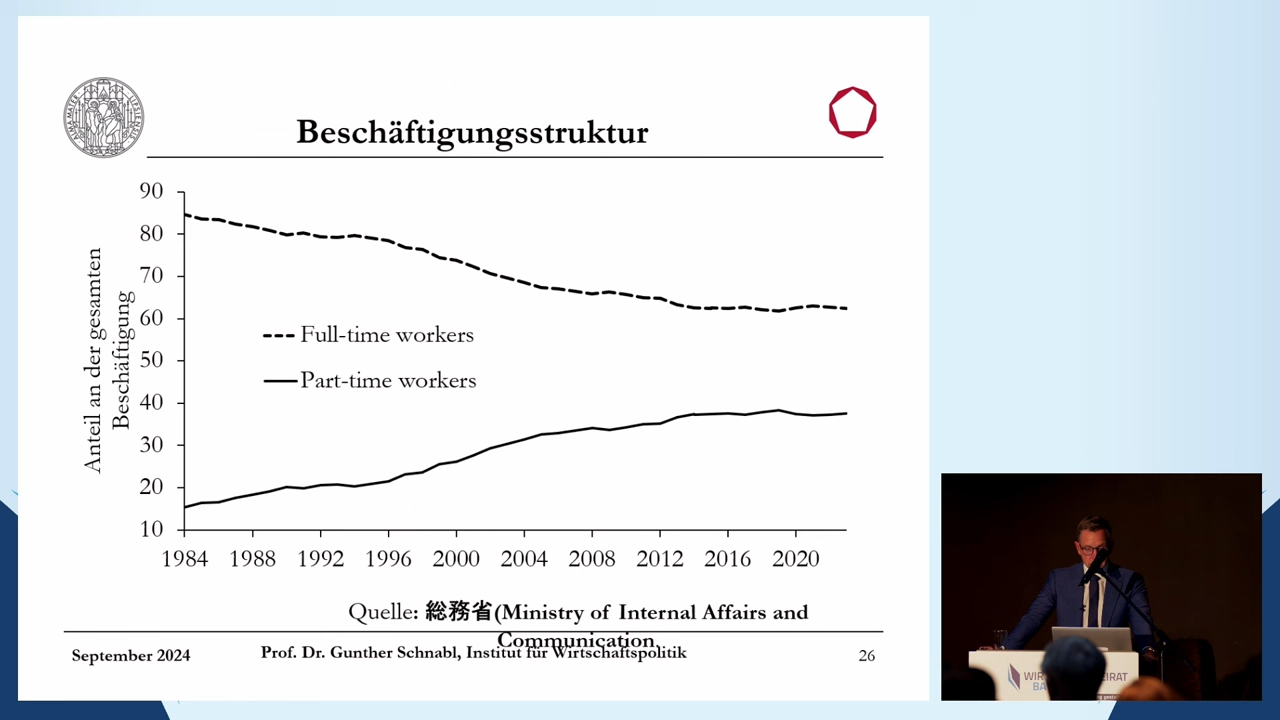 Beschäftigungsstruktur
90
80
70
60
50
40
30
20
10
Anteil an der gesamten
Beschäftigung
Full-time workers
Part-time workers
1984 1988 1992 1996 2000 2004 2008 2012 2016 2020
Quelle: 総務省(Ministry of Internal Affairs and
Communication
September 2024
Prof. Dr. Gunther Schnabl, Institut für Wirtschaftspolitik
26